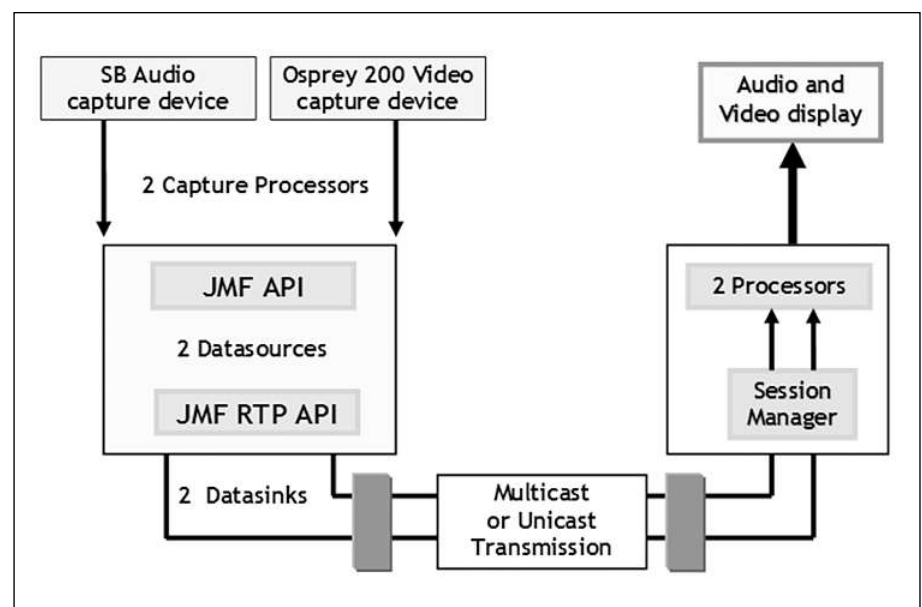 SB Audio
capture device
Osprey 200 Video
capture device
Audio and
Video display
2 Capture Processors
JMF API
2 Processors
2 Datasources
Session
Manager
JMF RTP API
2 Datasinks
Multicast
or Unicast
Transmission